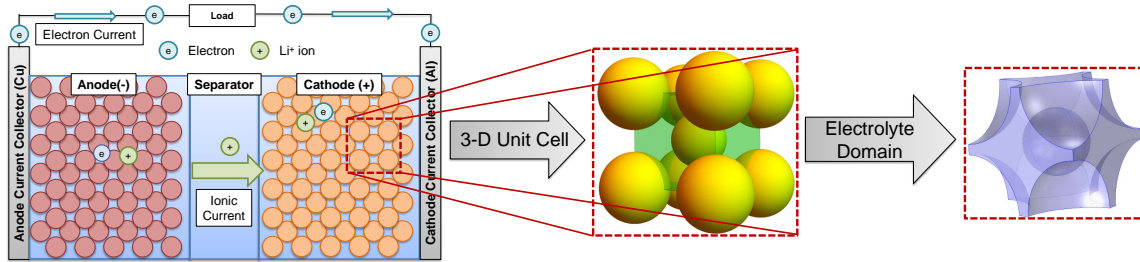 e
e
Load
e
e
Electron Current
e Electron
+ Li⁺ ion
Anode Current Collector (Cu)
Anode(-)
Separator
Cathode (+)
Cathode Current Collector (Al)
e
+
+
e
+
Ionic
Current
3-D Unit Cell
Electrolyte
Domain